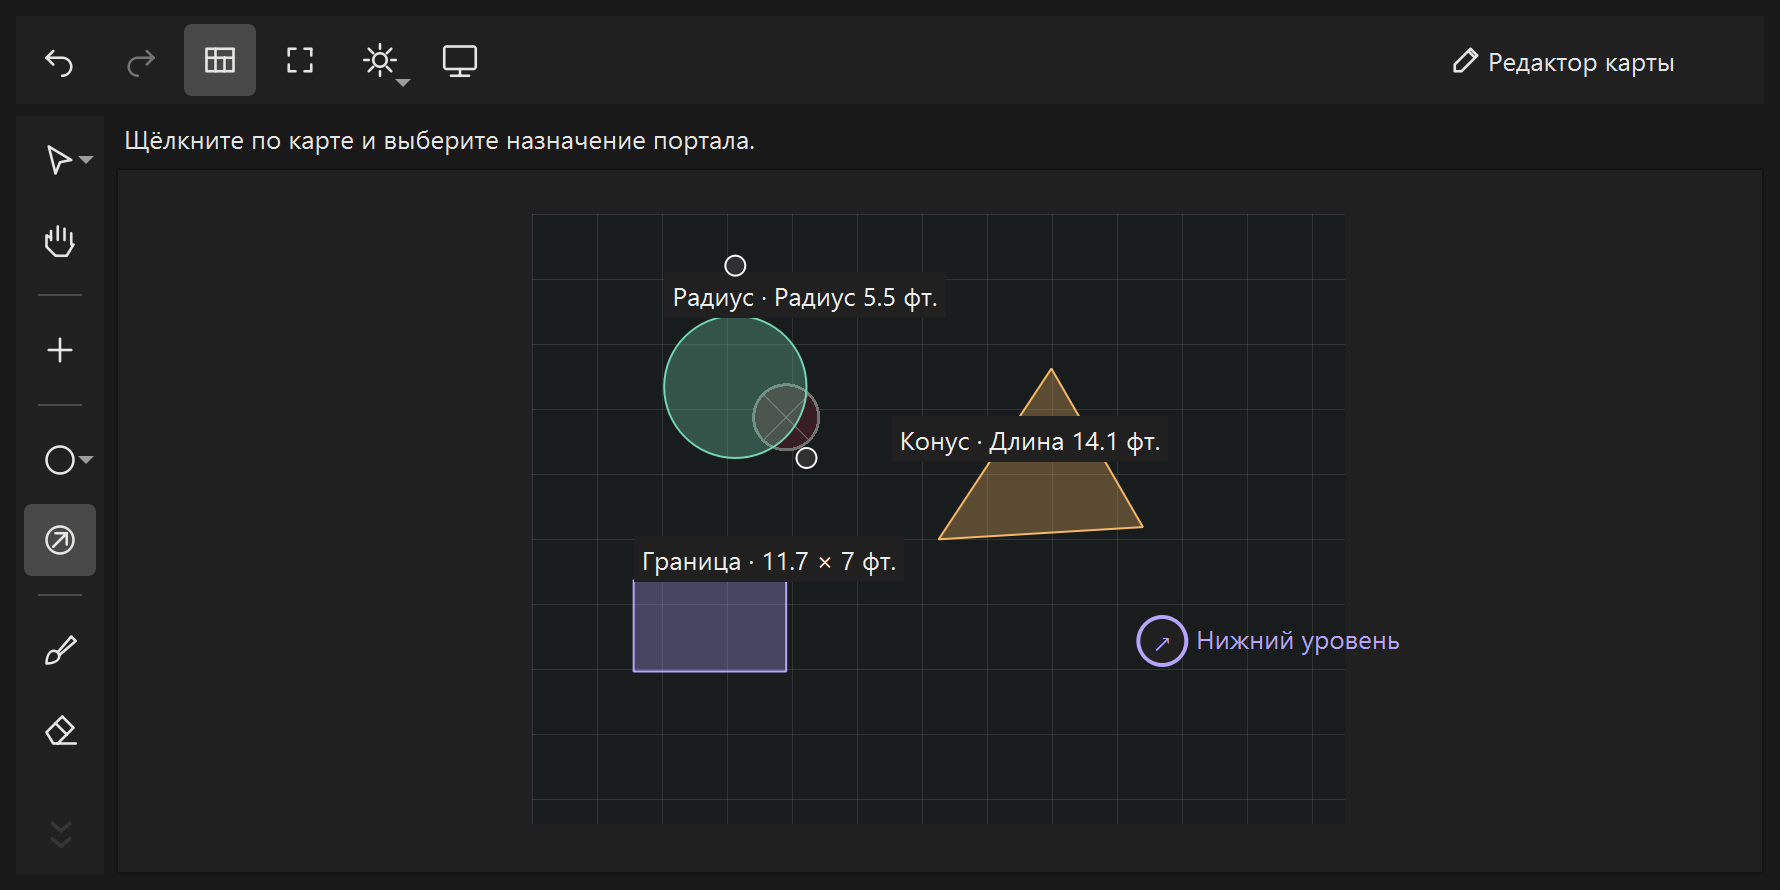 Редактор карты
Щёлкните по карте и выберите назначение портала.
Радиус · Радиус 5.5 фт.
Конус · Длина 14.1 фт.
Граница · 11.7 × 7 фт.
Нижний уровень